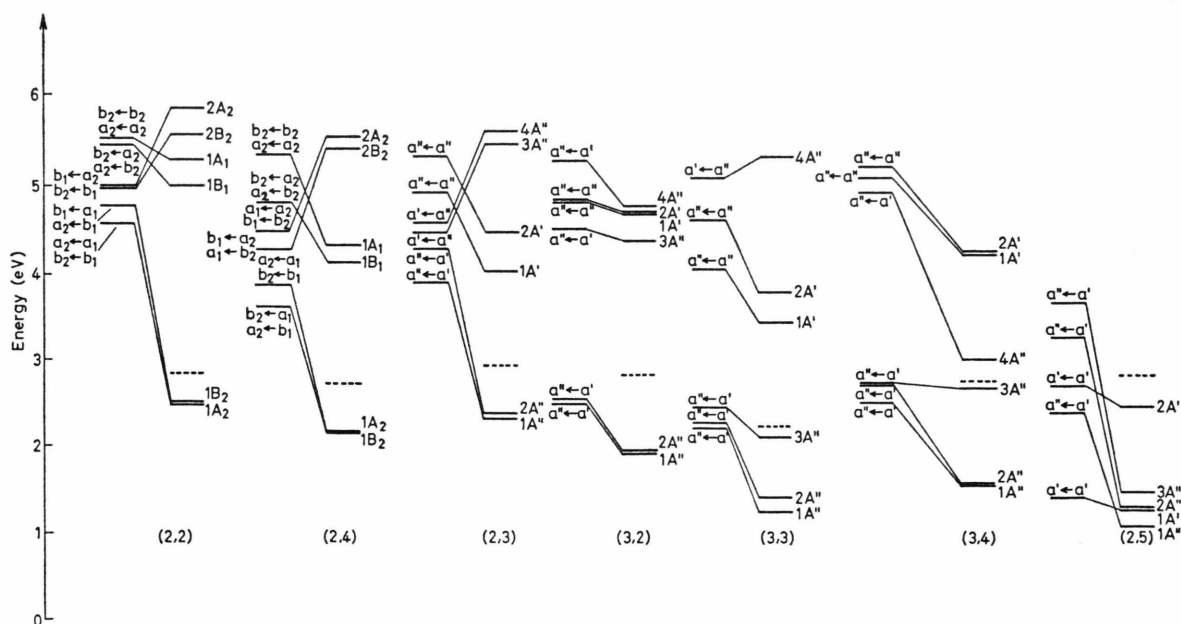 Energy (eV)
6
5
4
3
2
1
0
b₂←b₂
a₂←a₂
b₂←a₂
a₂←b₂
b₁←a₂
b₂←b₁
b₁←a₁
a₂←b₁
a₂←a₁
b₂←b₁
2A₂
2B₂
1A₁
1B₁
1B₂
1A₂
(2,2)
b₂←b₂
a₂←a₂
b₂←a₂
a₂←b₂
a₁←a₂
b₁←b₂
b₁←a₂
a₁←b₂
a₂←a₁
b₂←b₁
b₂←a₁
a₂←b₁
2A₂
2B₂
1A₁
1B₁
1A₂
1B₂
(2,4)
a"←a"
a"←a"
a'←a"
a'←a"
a"←a'
a"←a'
4A"
3A"
2A'
1A'
2A"
1A"
(2,3)
a"←a'
a"←a"
a"←a"
a"←a'
a"←a'
a"←a'
4A"
2A'
1A'
3A"
2A"
1A"
(3,2)
a'←a"
a"←a"
a"←a"
a"←a'
a"←a'
a"←a'
4A"
2A'
1A'
3A"
2A"
1A"
(3,3)
a"←a"
a"←a"
a"←a'
a"←a'
a"←a'
a"←a'
2A'
1A'
4A"
3A"
2A"
1A"
(3,4)
a"←a'
a"←a'
a'←a'
a"←a'
a'←a'
2A'
3A"
2A"
1A'
1A"
(2,5)